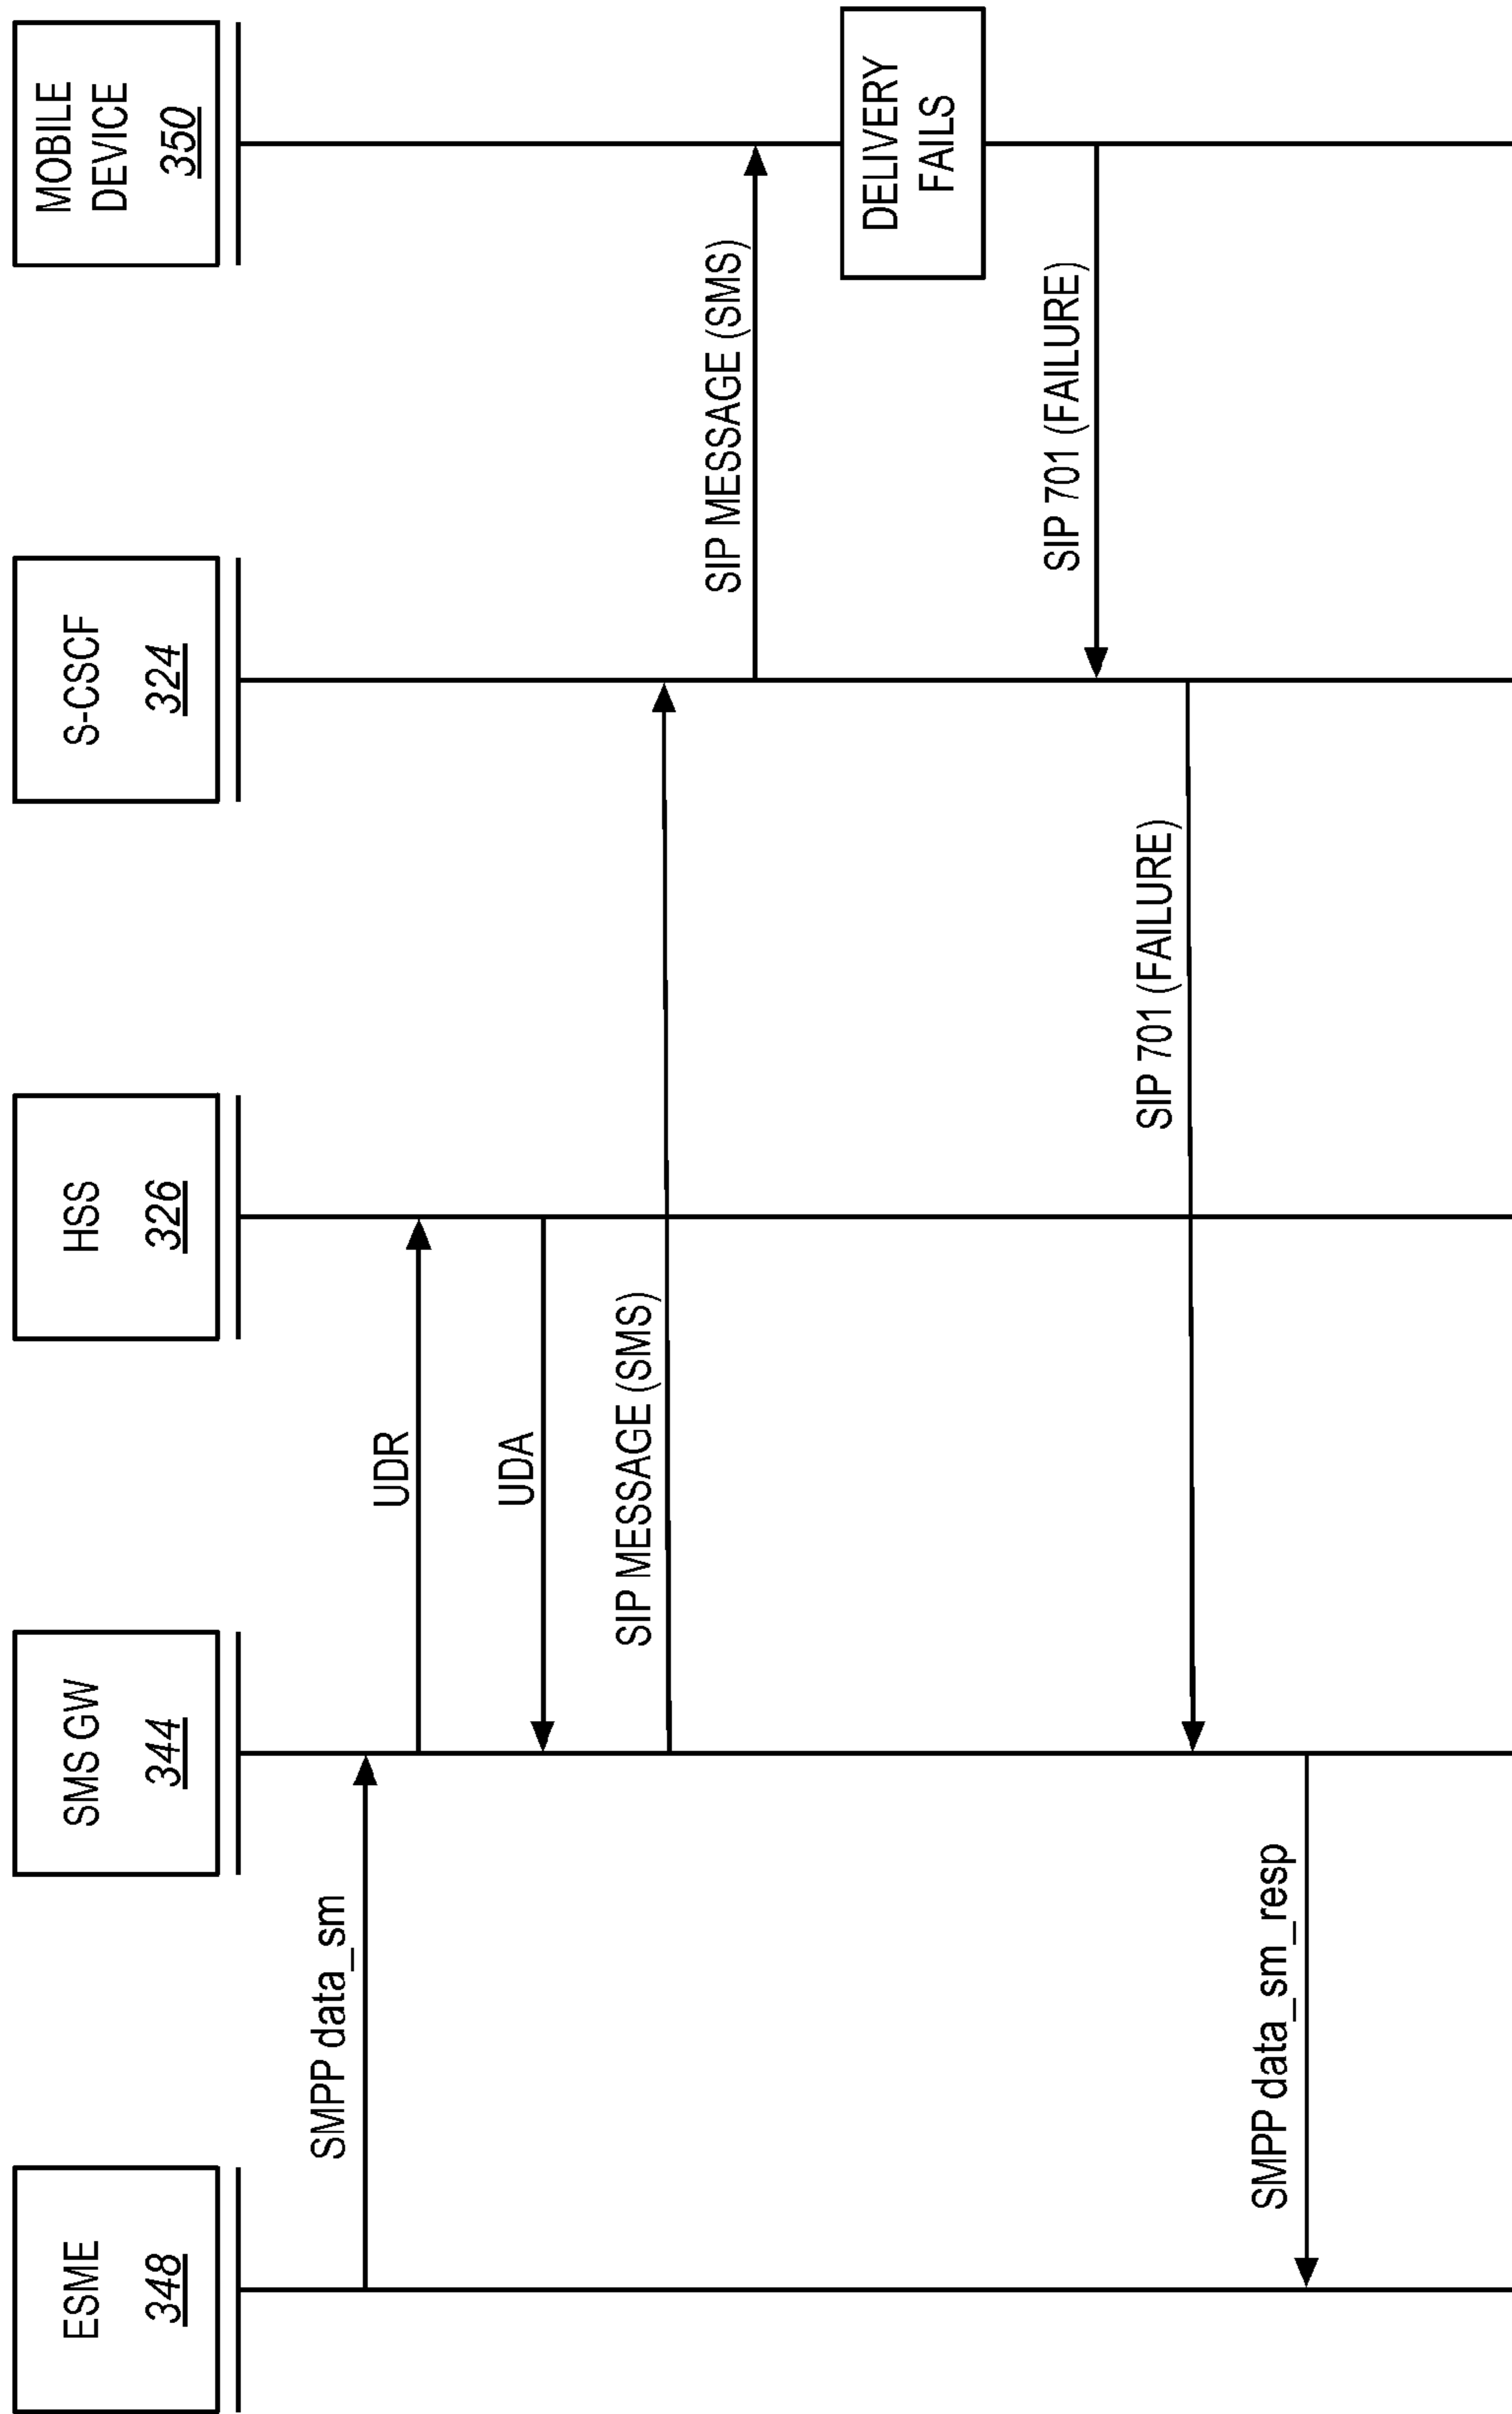 ESME
348
SMS GW
344
HSS
326
S-CSCF
324
MOBILE
DEVICE
350
SMPP data_sm
UDR
UDA
SIP MESSAGE (SMS)
SIP MESSAGE (SMS)
DELIVERY
FAILS
SIP 701 (FAILURE)
SIP 701 (FAILURE)
SMPP data_sm_resp